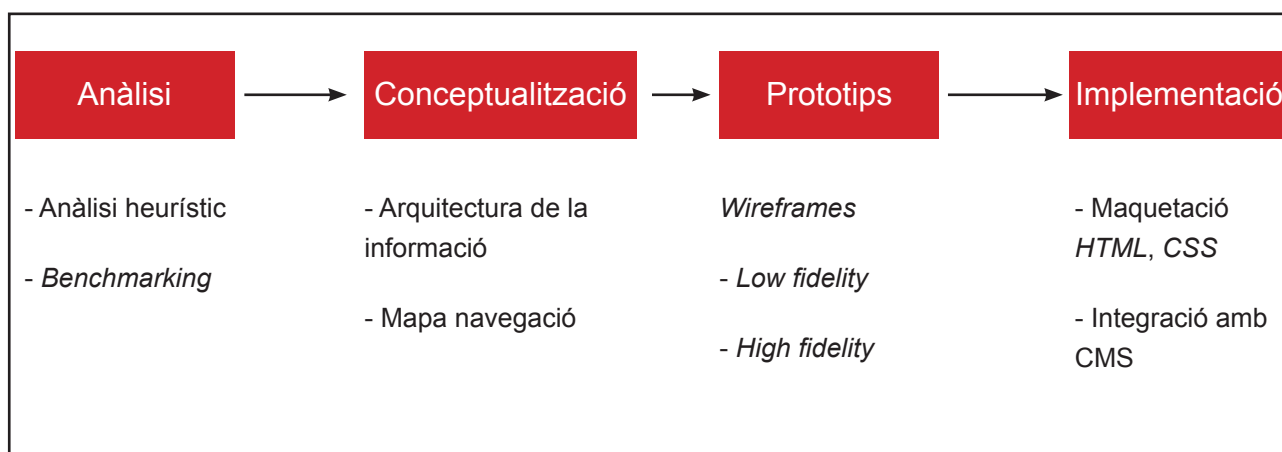 Anàlisi
Conceptualització
Prototips
Implementació
- Anàlisi heurístic
- Benchmarking
- Arquitectura de la
informació
- Mapa navegació
Wireframes
- Low fidelity
- High fidelity
- Maquetació
HTML, CSS
- Integració amb
CMS